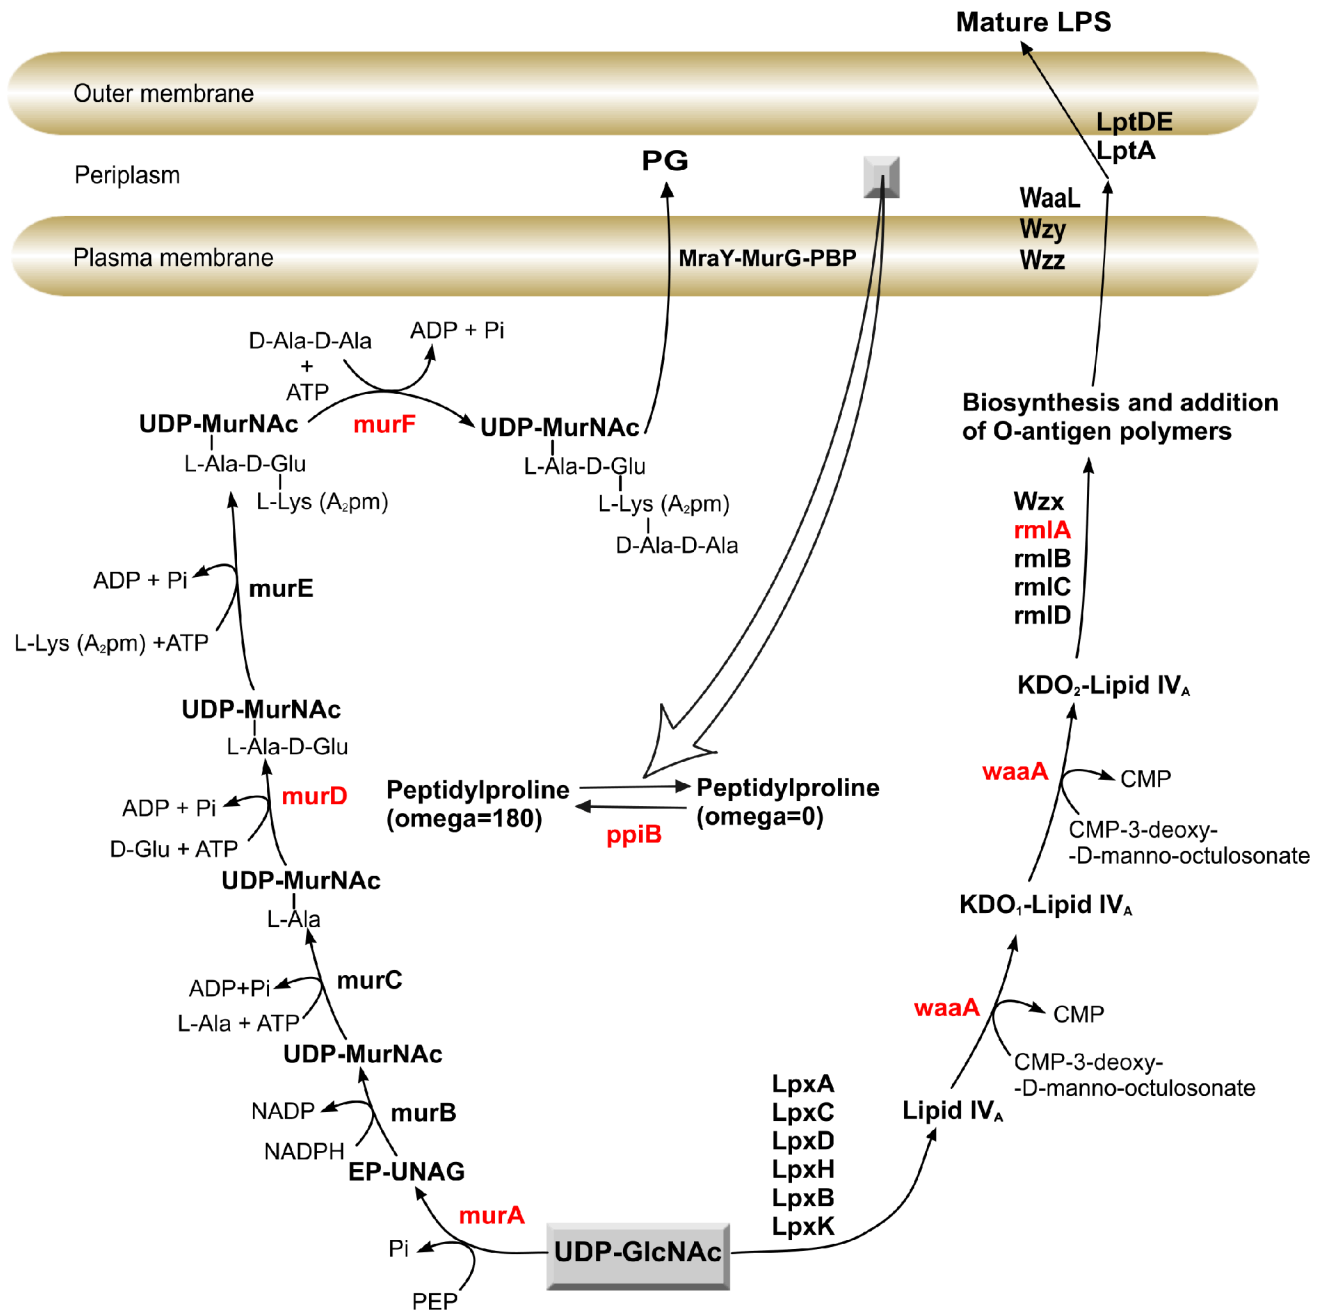 Mature LPS
Outer membrane
LptDE
LptA
Periplasm
PG
WaaL
Wzy
Wzz
Plasma membrane
MraY-MurG-PBP
D-Ala-D-Ala
+
ATP
ADP + Pi
murF
UDP-MurNAc
L-Ala-D-Glu
L-Lys (A₂pm)
UDP-MurNAc
L-Ala-D-Glu
L-Lys (A₂pm)
D-Ala-D-Ala
Biosynthesis and addition
of O-antigen polymers
Wzx
rmlA
rmlB
rmlC
rmlD
ADP + Pi
murE
L-Lys (A₂pm) +ATP
KDO₂-Lipid IVA
UDP-MurNAc
L-Ala-D-Glu
waaA
CMP
CMP-3-deoxy-
-D-manno-octulosonate
Peptidylproline
(omega=180)
Peptidylproline
(omega=0)
ppiB
murD
ADP + Pi
D-Glu + ATP
UDP-MurNAc
L-Ala
KDO₁-Lipid IVA
murC
ADP+Pi
L-Ala + ATP
waaA
CMP
CMP-3-deoxy-
-D-manno-octulosonate
UDP-MurNAc
NADP
murB
NADPH
LpxA
LpxC
LpxD
LpxH
LpxB
LpxK
Lipid IVA
EP-UNAG
murA
Pi
PEP
UDP-GlcNAc